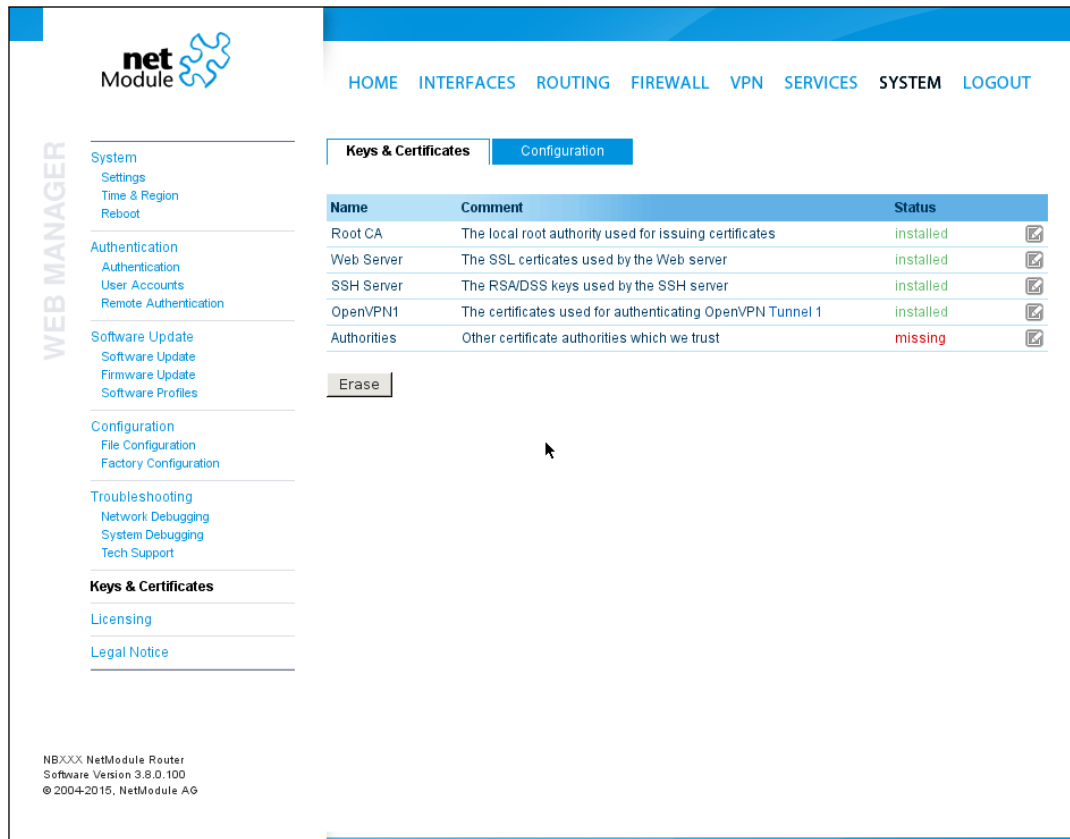 net
Module
HOME INTERFACES ROUTING FIREWALL VPN SERVICES SYSTEM LOGOUT
WEB MANAGER
System
Settings
Time & Region
Reboot
Authentication
Authentication
User Accounts
Remote Authentication
Software Update
Software Update
Firmware Update
Software Profiles
Configuration
File Configuration
Factory Configuration
Troubleshooting
Network Debugging
System Debugging
Tech Support
Keys & Certificates
Licensing
Legal Notice
Keys & Certificates Configuration
Name Comment Status
Root CA The local root authority used for issuing certificates installed
Web Server The SSL certicates used by the Web server installed
SSH Server The RSA/DSS keys used by the SSH server installed
OpenVPN1 The certificates used for authenticating OpenVPN Tunnel 1 installed
Authorities Other certificate authorities which we trust missing
Erase
NBXXX NetModule Router
Software Version 3.8.0.100
© 2004-2015, NetModule AG